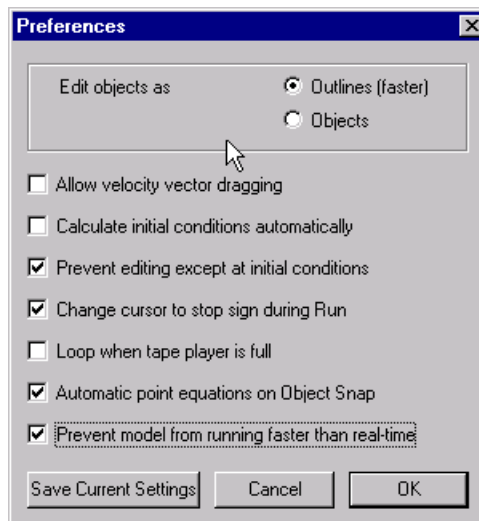 Preferences
Edit objects as
Outlines (faster)
Objects
Allow velocity vector dragging
Calculate initial conditions automatically
Prevent editing except at initial conditions
Change cursor to stop sign during Run
Loop when tape player is full
Automatic point equations on Object Snap
Prevent model from running faster than real-time
Save Current Settings
Cancel
OK